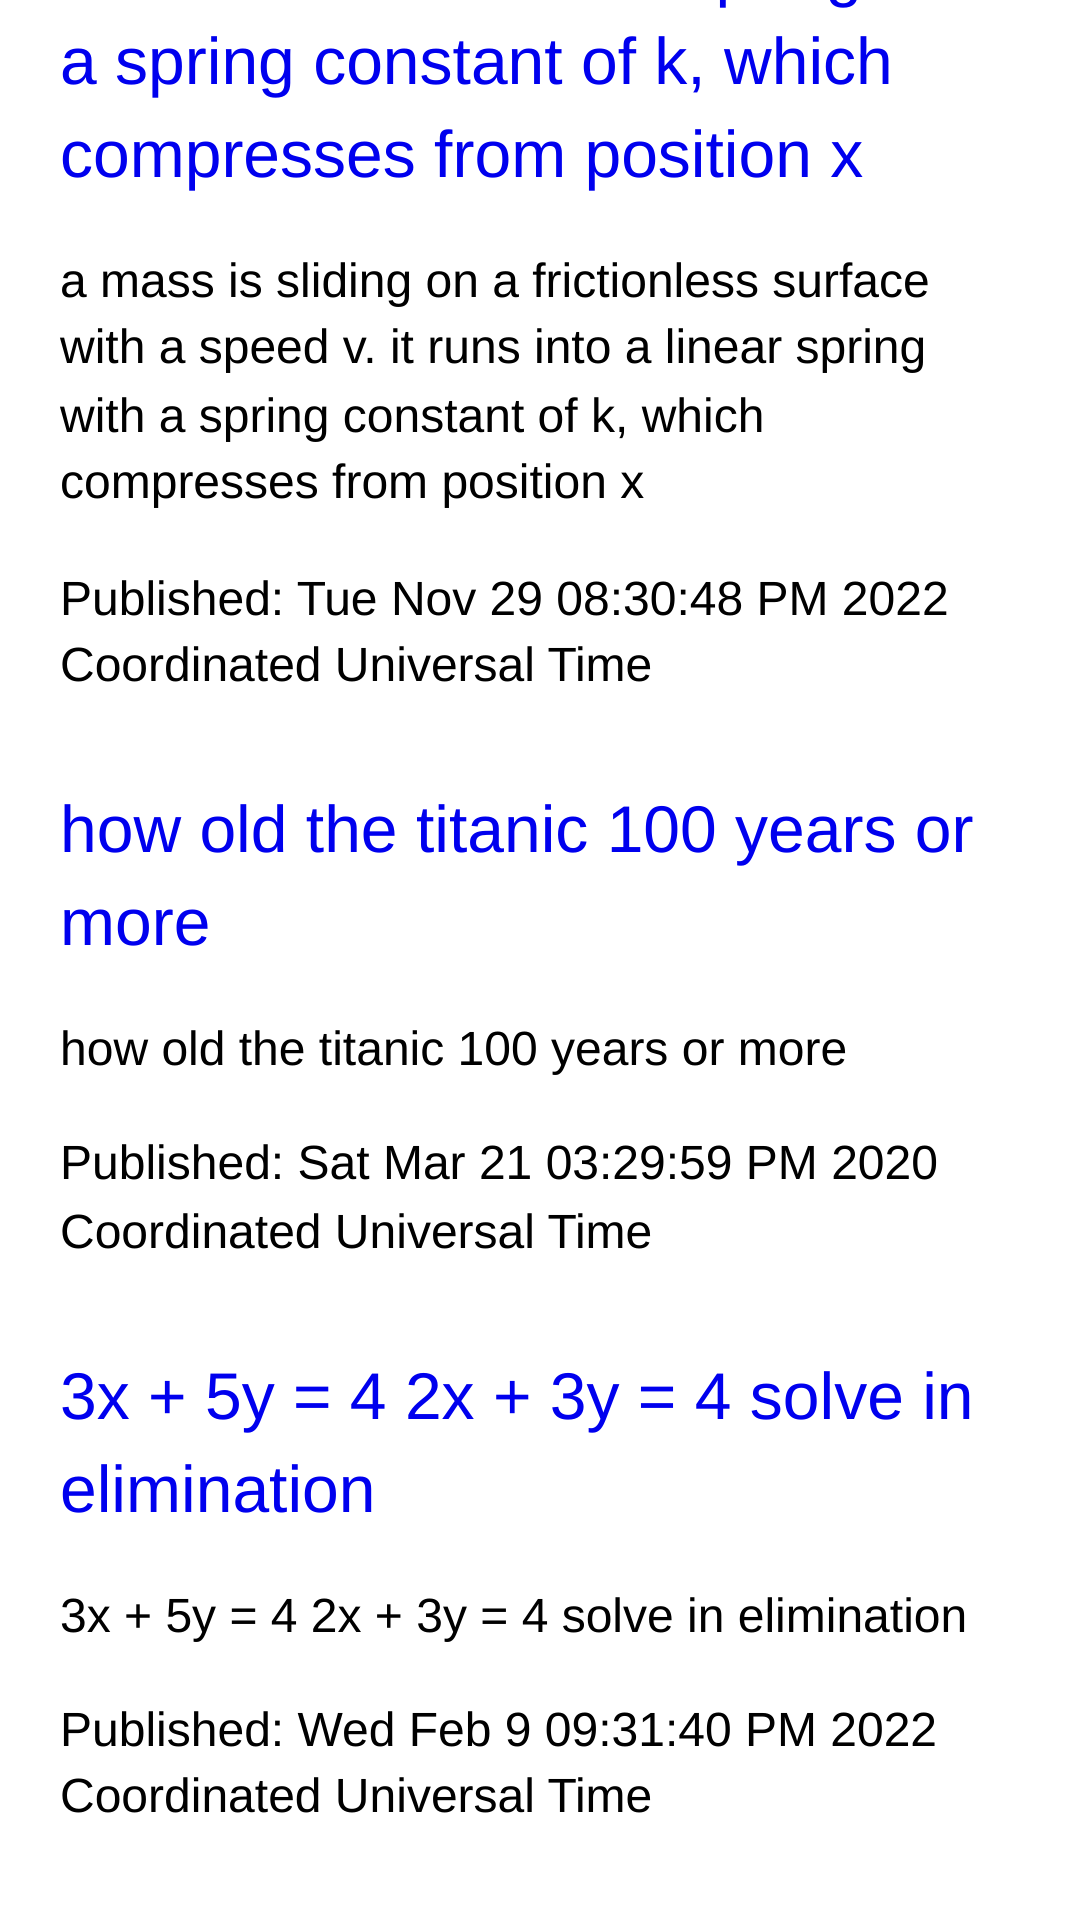 a spring constant of k, which
compresses from position x
a mass is sliding on a frictionless surface
with a speed v. it runs into a linear spring
with a spring constant of k, which
compresses from position x
Published: Tue Nov 29 08:30:48 PM 2022
Coordinated Universal Time
how old the titanic 100 years or
more
how old the titanic 100 years or more
Published: Sat Mar 21 03:29:59 PM 2020
Coordinated Universal Time
3x + 5y = 4 2x + 3y = 4 solve in
elimination
3x + 5y = 4 2x + 3y = 4 solve in elimination
Published: Wed Feb 9 09:31:40 PM 2022
Coordinated Universal Time